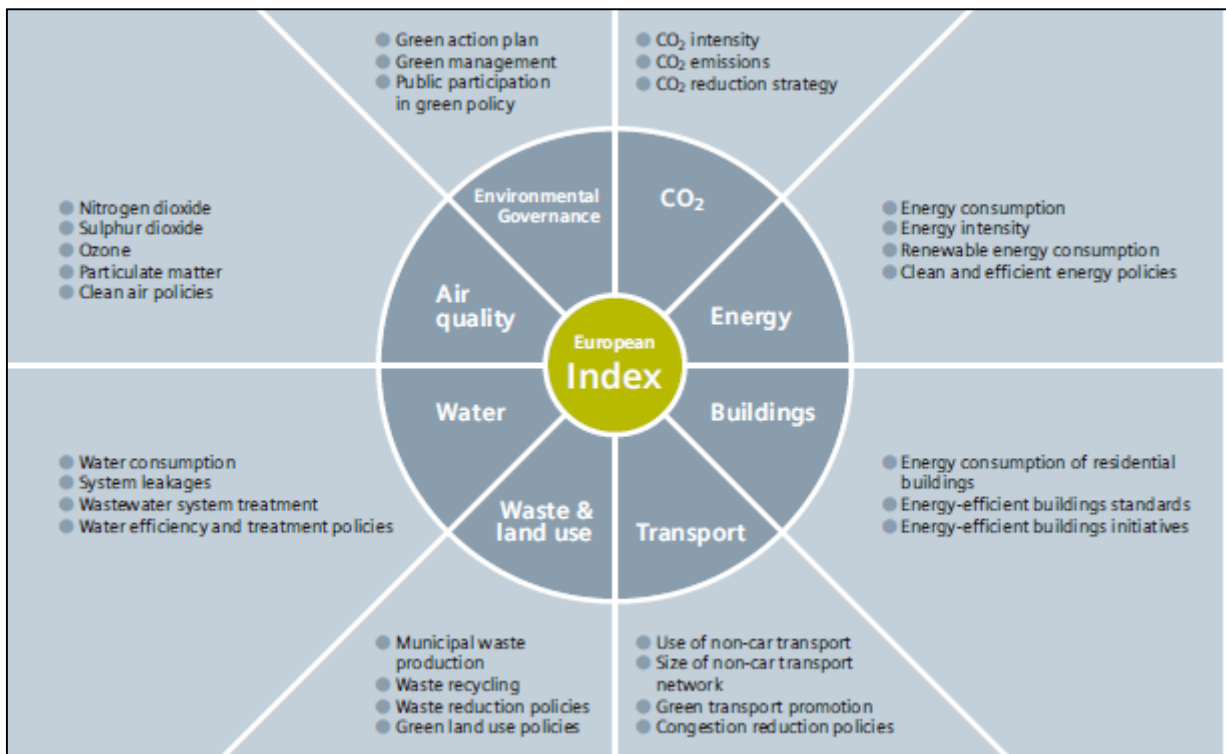 Green action plan
Green management
Public participation
in green policy
CO₂ intensity
CO₂ emissions
CO₂ reduction strategy
Environmental
Governance
CO₂
Nitrogen dioxide
Sulphur dioxide
Ozone
Particulate matter
Clean air policies
Energy consumption
Energy intensity
Renewable energy consumption
Clean and efficient energy policies
Air
quality
Energy
European
Index
Water
Buildings
Water consumption
System leakages
Wastewater system treatment
Water efficiency and treatment policies
Energy consumption of residential
buildings
Energy-efficient buildings standards
Energy-efficient buildings initiatives
Waste &
land use
Transport
Municipal waste
production
Waste recycling
Waste reduction policies
Green land use policies
Use of non-car transport
Size of non-car transport
network
Green transport promotion
Congestion reduction policies